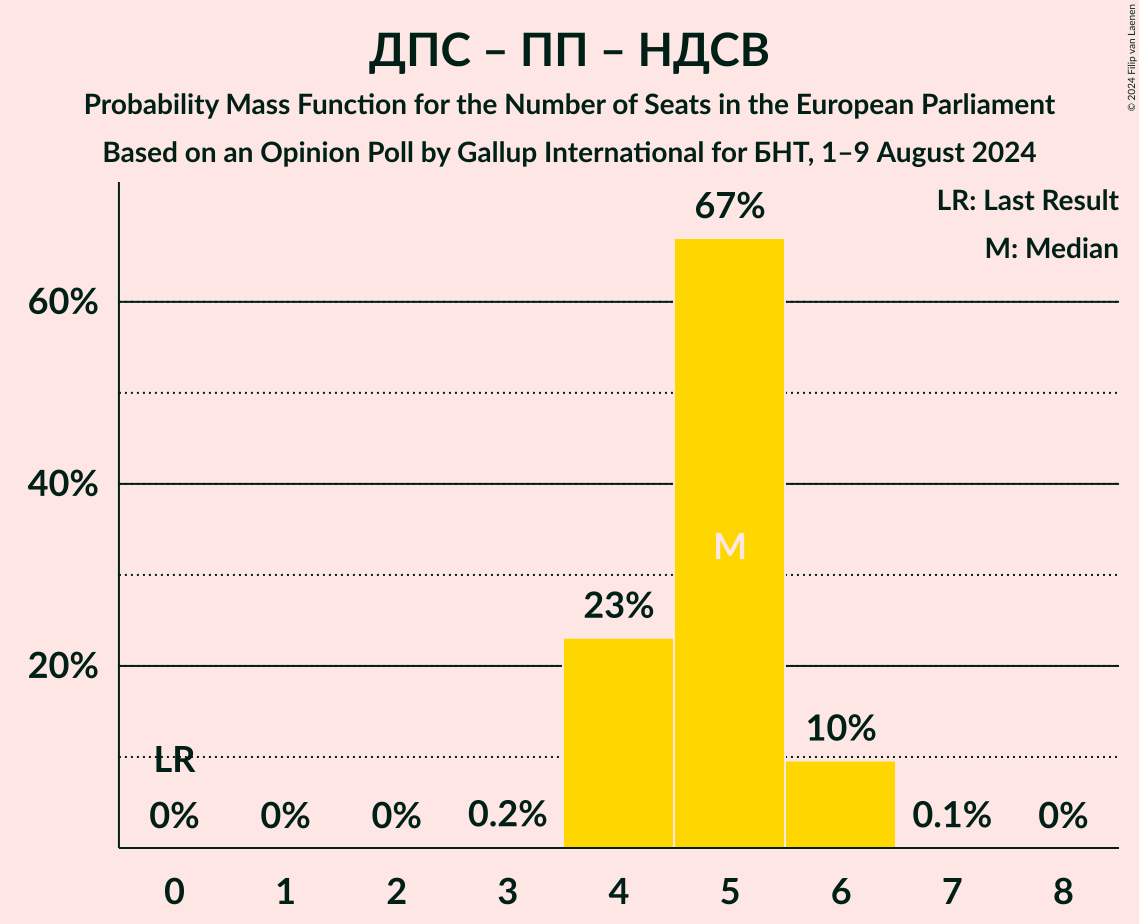 ДПС – ПП – НДСВ
Probability Mass Function for the Number of Seats in the European Parliament
Based on an Opinion Poll by Gallup International for БНТ, 1–9 August 2024
© 2024 Filip van Laenen
LR: Last Result
M: Median
67%
60%
40%
M
23%
20%
10%
LR
0%
0%
0%
0.2%
0.1%
0%
0 1 2 3 4 5 6 7 8